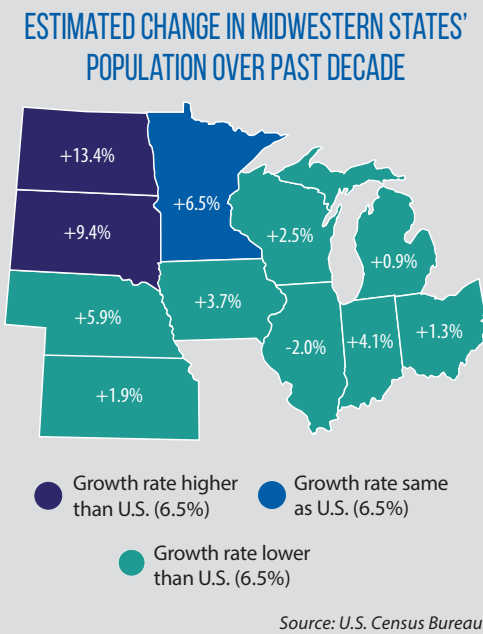 ESTIMATED CHANGE IN MIDWESTERN STATES'
POPULATION OVER PAST DECADE
+13.4%
+6.5%
+9.4%
+2.5%
+0.9%
+3.7%
+5.9%
-2.0%
+4.1%
+1.3%
+1.9%
Growth rate higher
than U.S. (6.5%)
Growth rate same
as U.S. (6.5%)
Growth rate lower
than U.S. (6.5%)
Source: U.S. Census Bureau